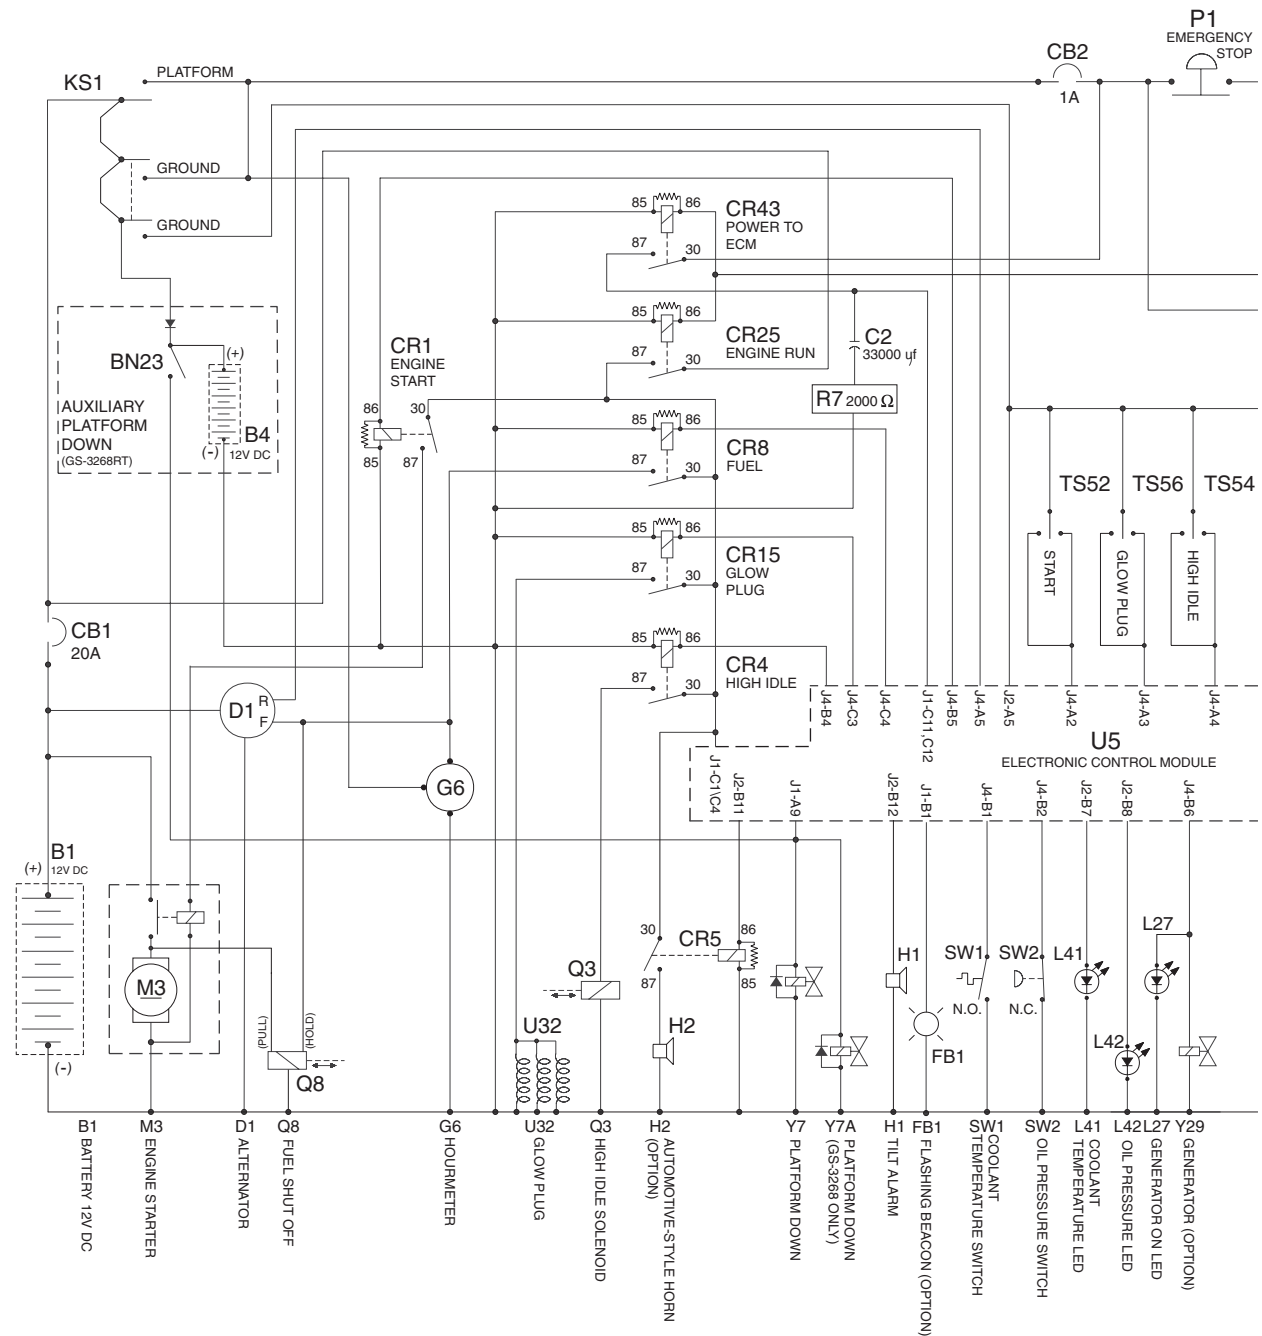 P1
EMERGENCY
STOP
CB2
1A
KS1
PLATFORM
GROUND
GROUND
85 86
CR43
POWER TO
ECM
87 30
85 86
CR25
ENGINE RUN
87 30
C2
33000 uf
R7 2000 Ω
CR1
ENGINE
START
86 30
85 87
BN23
(+)
AUXILIARY
PLATFORM
DOWN
(GS-3268RT)
(-)
B4
12V DC
85 86
CR8
FUEL
87 30
85 86
CR15
GLOW
PLUG
87 30
85 86
CR4
HIGH IDLE
87 30
TS52
TS56
TS54
START
GLOW PLUG
HIGH IDLE
CB1
20A
D1
R
F
G6
J4-B4
J4-C3
J4-C4
J1-C11,C12
J4-B5
J4-A5
J2-A5
J4-A2
J4-A3
J4-A4
U5
ELECTRONIC CONTROL MODULE
J1-C1\C4
J2-B11
J1-A9
J2-B12
J1-B1
J4-B1
J4-B2
J2-B7
J2-B8
J4-B6
B1
(+) 12V DC
(-)
M3
(PULL)
(HOLD)
Q8
U32
Q3
30
87
CR5
86
85
H2
H1
FB1
SW1
N.O.
SW2
N.C.
L41
L42
L27
B1
BATTERY 12V DC
M3
ENGINE STARTER
D1
ALTERNATOR
Q8
FUEL SHUT OFF
G6
HOURMETER
U32
GLOW PLUG
Q3
HIGH IDLE SOLENOID
H2
AUTOMOTIVE-STYLE HORN
(OPTION)
Y7
PLATFORM DOWN
Y7A
PLATFORM DOWN
(GS-3268 ONLY)
H1
TILT ALARM
FB1
FLASHING BEACON (OPTION)
SW1
COOLANT
TEMPERATURE SWITCH
SW2
OIL PRESSURE SWITCH
L41
COOLANT
TEMPERATURE LED
L42
OIL PRESSURE LED
L27
GENERATOR ON LED
Y29
GENERATOR (OPTION)